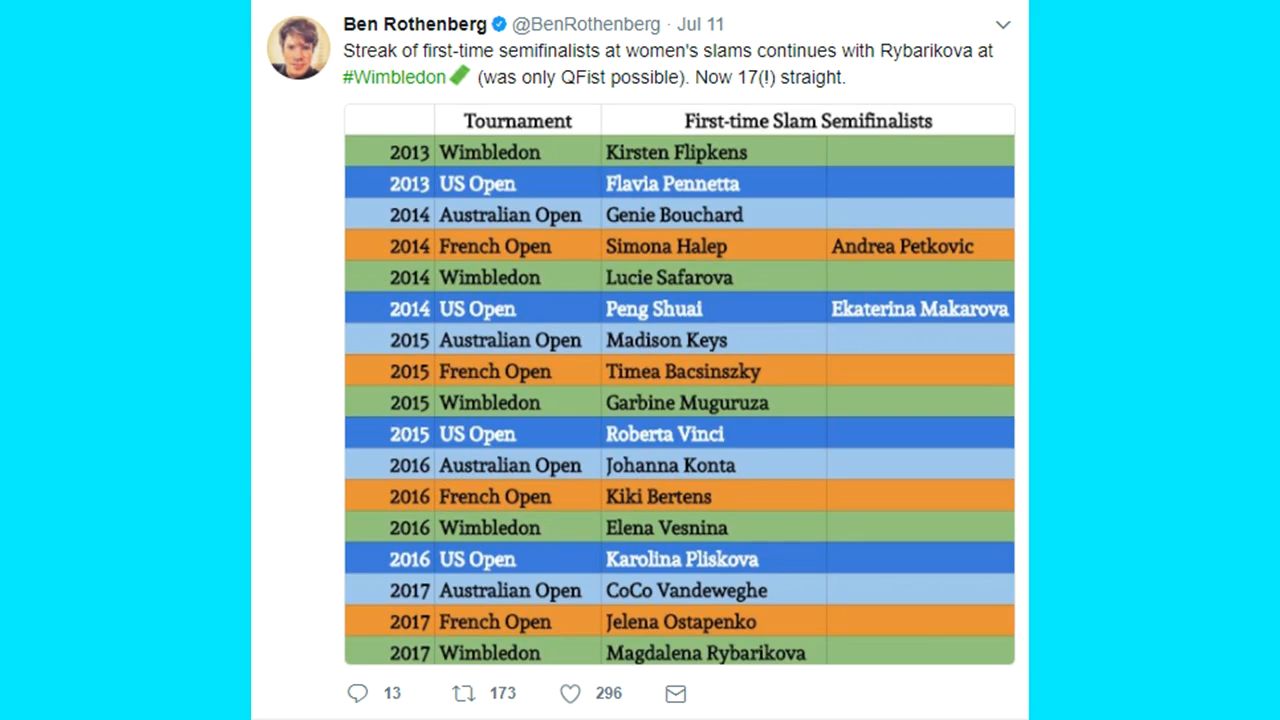 Ben Rothenberg @BenRothenberg · Jul 11
Streak of first-time semifinalists at women's slams continues with Rybarikova at
#Wimbledon (was only QFist possible). Now 17(!) straight.
Tournament First-time Slam Semifinalists
2013 Wimbledon Kirsten Flipkens
2013 US Open Flavia Pennetta
2014 Australian Open Genie Bouchard
2014 French Open Simona Halep Andrea Petkovic
2014 Wimbledon Lucie Safarova
2014 US Open Peng Shuai Ekaterina Makarova
2015 Australian Open Madison Keys
2015 French Open Timea Bacsinszky
2015 Wimbledon Garbine Muguruza
2015 US Open Roberta Vinci
2016 Australian Open Johanna Konta
2016 French Open Kiki Bertens
2016 Wimbledon Elena Vesnina
2016 US Open Karolina Pliskova
2017 Australian Open CoCo Vandeweghe
2017 French Open Jelena Ostapenko
2017 Wimbledon Magdalena Rybarikova
13 173 296